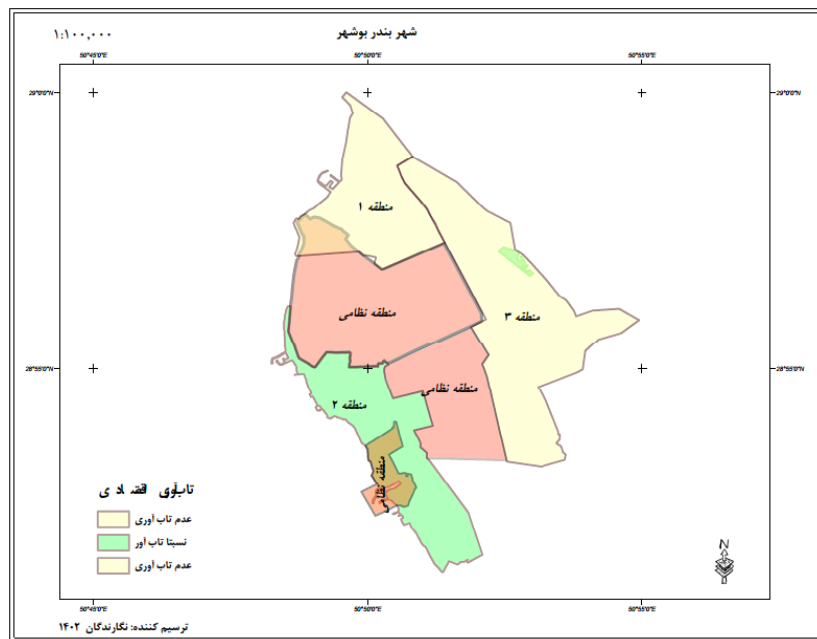 شهر بندر بوشهر
۱:۱۰۰,۰۰۰
50°45'0"E 50°50'0"E 50°55'0"E
29°0'0"N 29°0'0"N
منطقه ۱
منطقه نظامی
منطقه ۳
28°55'0"N 28°55'0"N
منطقه نظامی
منطقه ۲
منطقه نظامی
تاب‌آوری اقتصادی
عدم تاب آوری
نسبتا تاب آور
عدم تاب آوری
N
50°45'0"E 50°50'0"E 50°55'0"E
ترسیم کننده: نگارندگان ۱۴۰۲